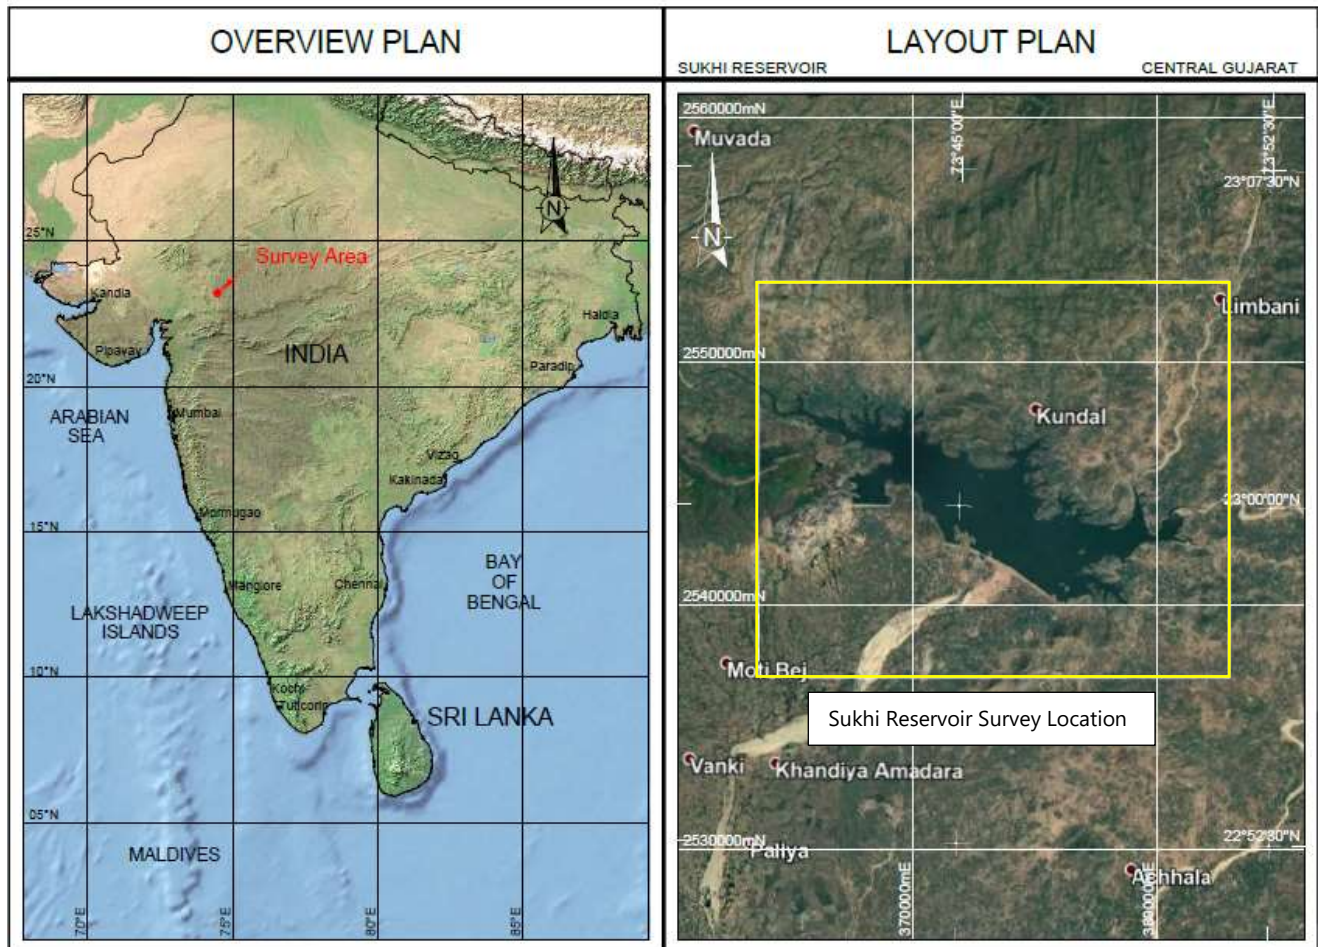 OVERVIEW PLAN
LAYOUT PLAN
SUKHI RESERVOIR
CENTRAL GUJARAT
N
25°N
Survey Area
Kandla
Haldia
Pipavav
INDIA
Paradip
20°N
ARABIAN
SEA
Mumbai
Vizag
Kakinada
Mormugao
15°N
BAY
OF
BENGAL
Manglore
Chennai
LAKSHADWEEP
ISLANDS
10°N
Kochi
Tuticorin
SRI LANKA
05°N
MALDIVES
70°E
75°E
80°E
85°E
2560000mN
Muvada
73°45'00"E
73°52'30"E
23°07'30"N
N
Limbani
2550000mN
Kundal
23°00'00"N
2540000mN
Moti Bej
Sukhi Reservoir Survey Location
Vanki
Khandiya Amadara
2530000mN
22°52'30"N
Paliya
Achhala
370000mE
380000mE